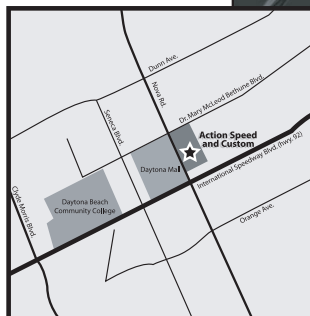 Dunn Ave.
Nova Rd.
Dr. Mary McLeod Bethune Blvd.
Seneca Blvd.
Action Speed
and Custom
Daytona Mall
International Speedway Blvd. (hwy. 92)
Clyde Morris Blvd.
Daytona Beach
Community College
Orange Ave.